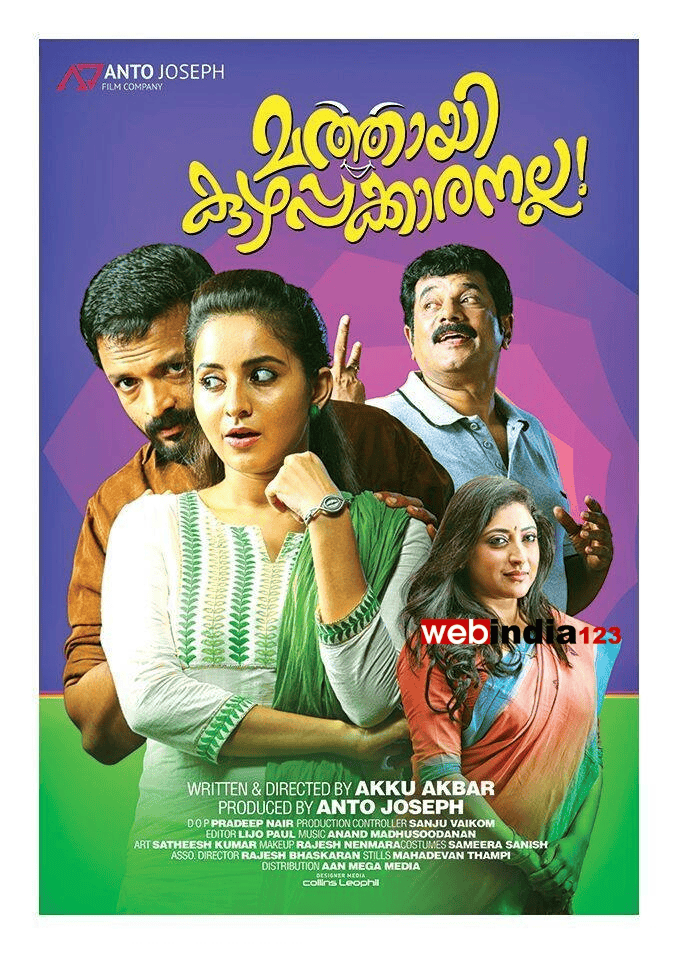 ANTO JOSEPH
FILM COMPANY
മത്തായി
കുഴപ്പക്കാരനല്ല!
webindia123
WRITTEN & DIRECTED BY AKKU AKBAR
PRODUCED BY ANTO JOSEPH
D O P PRADEEP NAIR PRODUCTION CONTROLLER SANJU VAIKOM
EDITOR LIJO PAUL MUSIC ANAND MADHUSOODANAN
ART SATHEESH KUMAR MAKEUP RAJESH NENMARA COSTUMES SAMEERA SANISH
ASSO. DIRECTOR RAJESH BHASKARAN STILLS MAHADEVAN THAMPI
DISTRIBUTION AAN MEGA MEDIA
DESIGNER MEDIA
collins Leophil